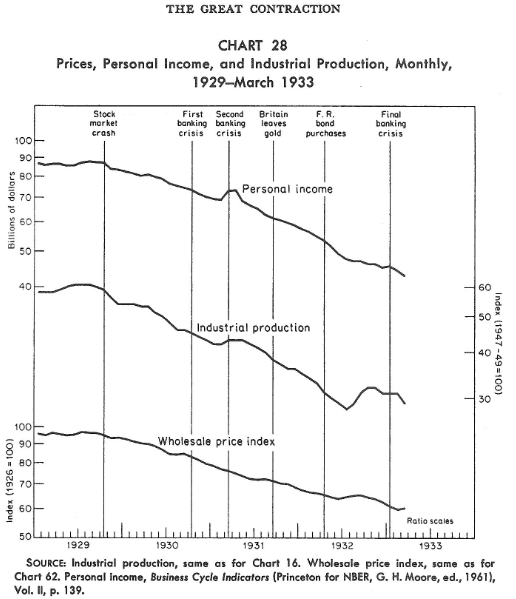 THE GREAT CONTRACTION
CHART 28
Prices, Personal Income, and Industrial Production, Monthly,
1929–March 1933
Stock
market
crash
First
banking
crisis
Second
banking
crisis
Britain
leaves
gold
F. R.
bond
purchases
Final
banking
crisis
100
90
80
70
60
50
40
Billions of dollars
Personal income
60
50
40
30
Index (1947-49=100)
Industrial production
100
90
80
70
60
50
Index (1926=100)
Wholesale price index
Ratio scales
1929
1930
1931
1932
1933
SOURCE: Industrial production, same as for Chart 16. Wholesale price index, same as for
Chart 62. Personal income, Business Cycle Indicators (Princeton for NBER, G. H. Moore, ed., 1961),
Vol. II, p. 139.